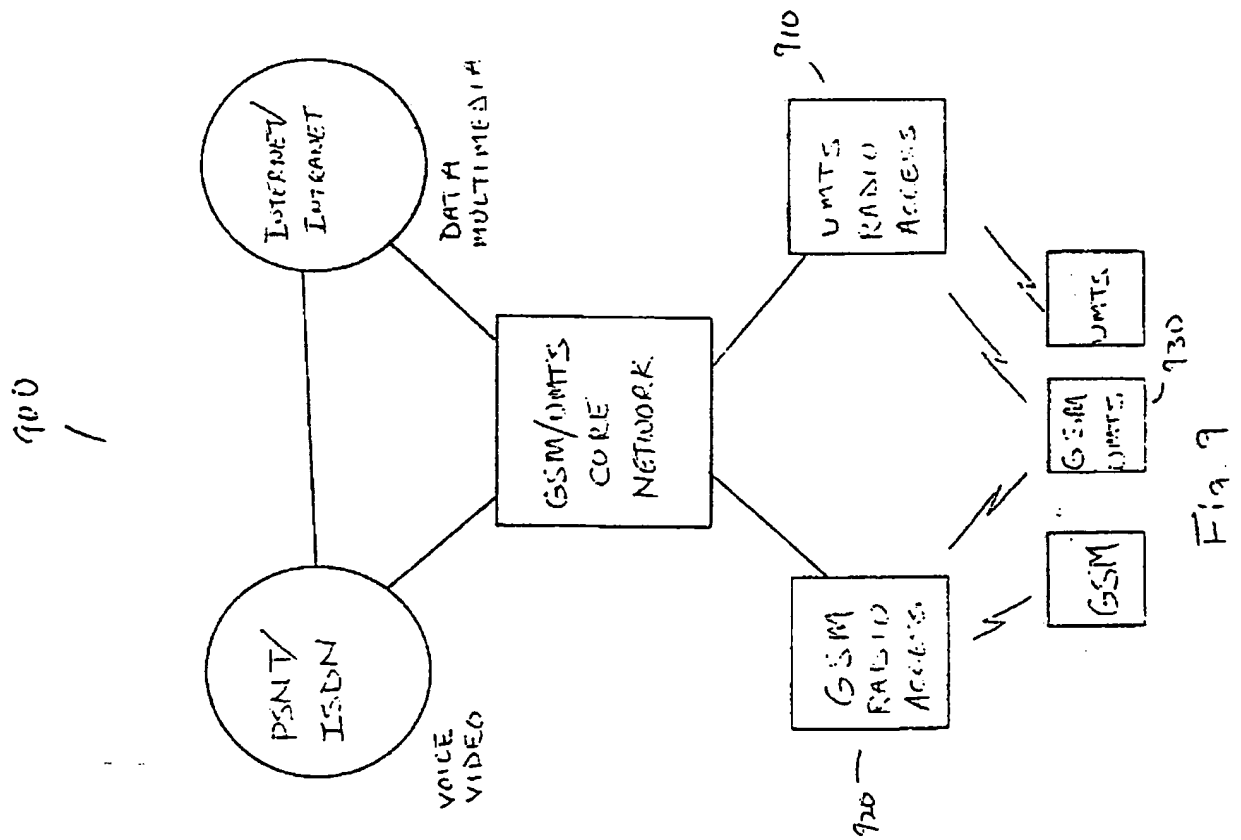 900
PSNT/
ISDN
INTERNET/
INTRANET
VOICE
VIDEO
DATA
MULTIMEDIA
GSM/UMTS
CORE
NETWORK
920
GSM
RADIO
ACCESS
UMTS
RADIO
ACCESS
910
GSM
GSM
UMTS
UMTS
930
Fig. 9